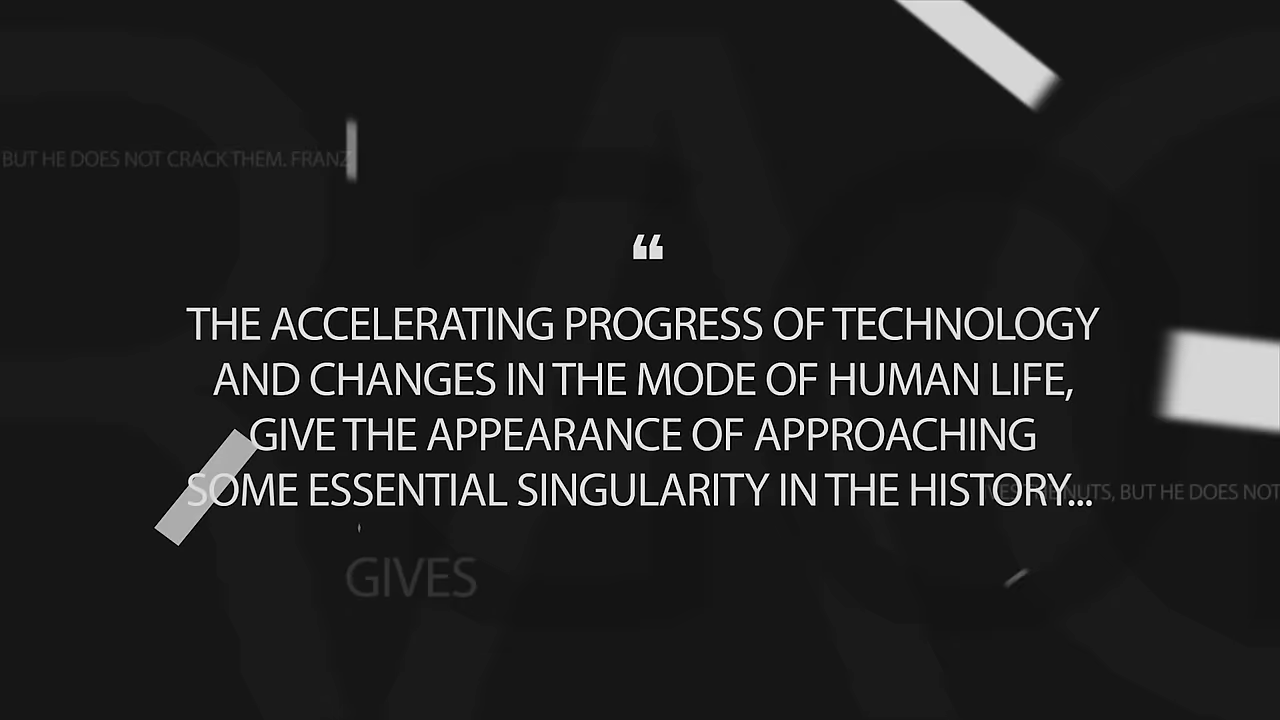 BUT HE DOES NOT CRACK THEM. FRANZ
❝
THE ACCELERATING PROGRESS OF TECHNOLOGY
AND CHANGES IN THE MODE OF HUMAN LIFE,
GIVE THE APPEARANCE OF APPROACHING
SOME ESSENTIAL SINGULARITY IN THE HISTORY...
NUTS, BUT HE DOES NOT
GIVES